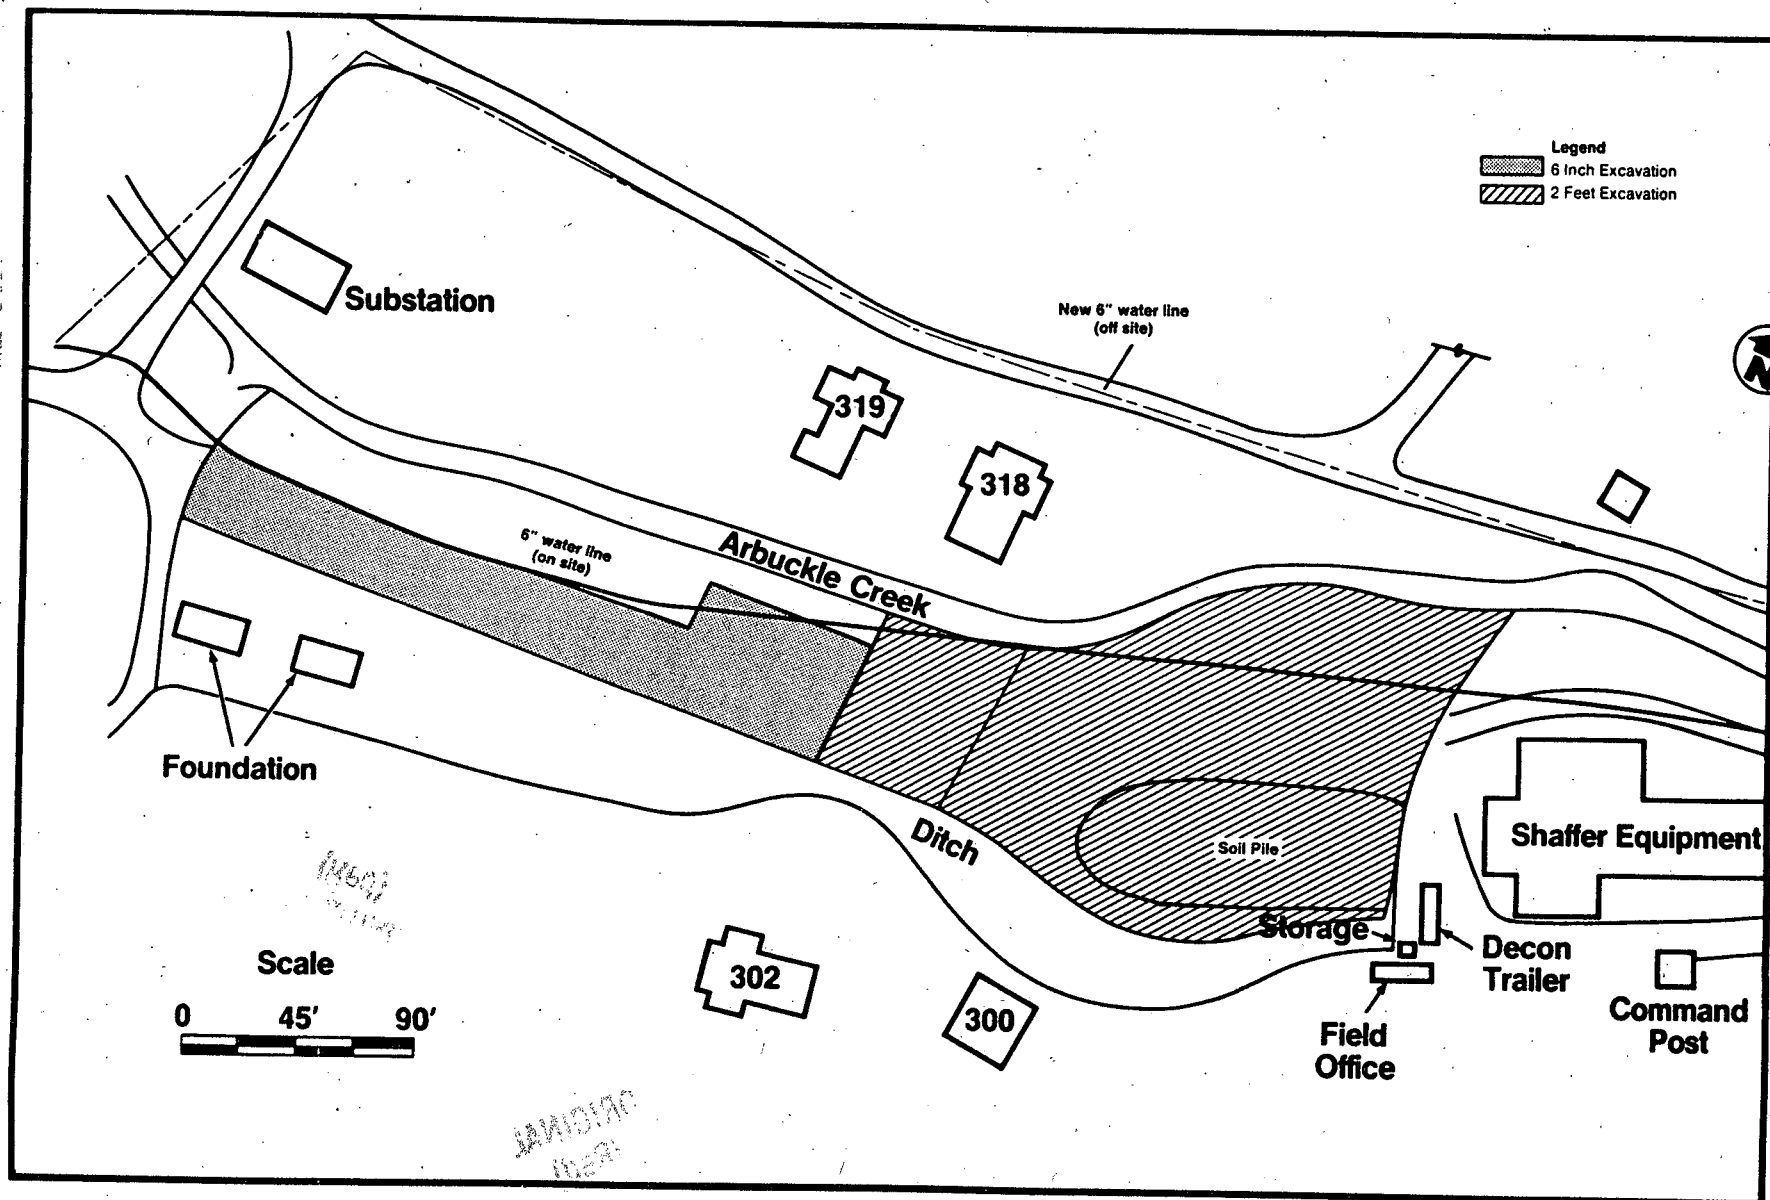 Legend
6 Inch Excavation
2 Feet Excavation
Substation
New 6" water line
(off site)
N
319
318
6" water line
(on site)
Arbuckle Creek
Foundation
Ditch
Soil Pile
Shaffer Equipment
Storage
Decon
Trailer
Command
Post
Field
Office
302
300
Scale
0 45' 90'
ORIGINAL